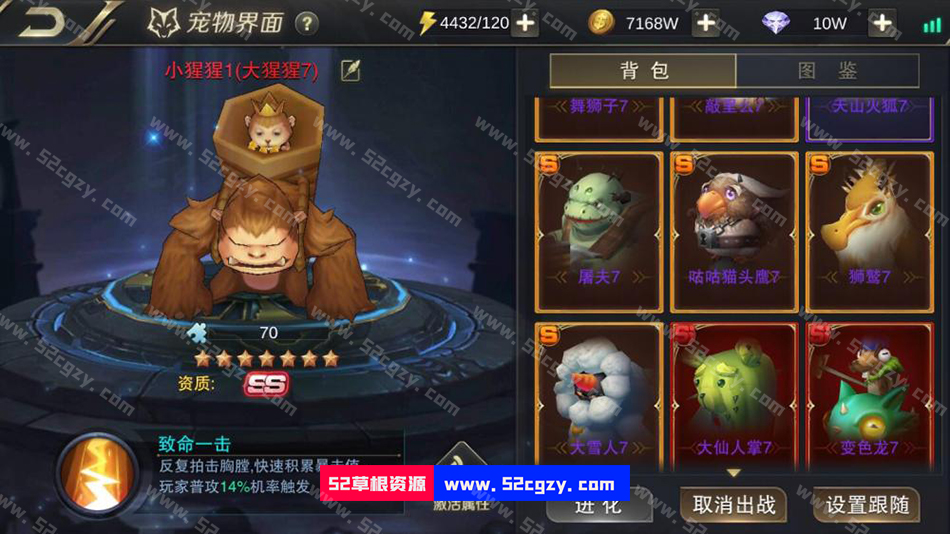 宠物界面 ?
4432/120 +
7168W +
10W +
小猩猩1(大猩猩7)
背包
图鉴
舞狮子7
天山火狐7
S
屠夫7
S
咕咕猫头鹰7
S
狮鹫7
S
大雪人7
大仙人掌7
变色龙7
70
资质:
SS
致命一击
反复拍击胸膛,快速积累暴击值
玩家普攻14%机率触发
激活属性
进化
取消出战
设置跟随
52草根资源
www.52cgzy.com
www.52cgzy.com